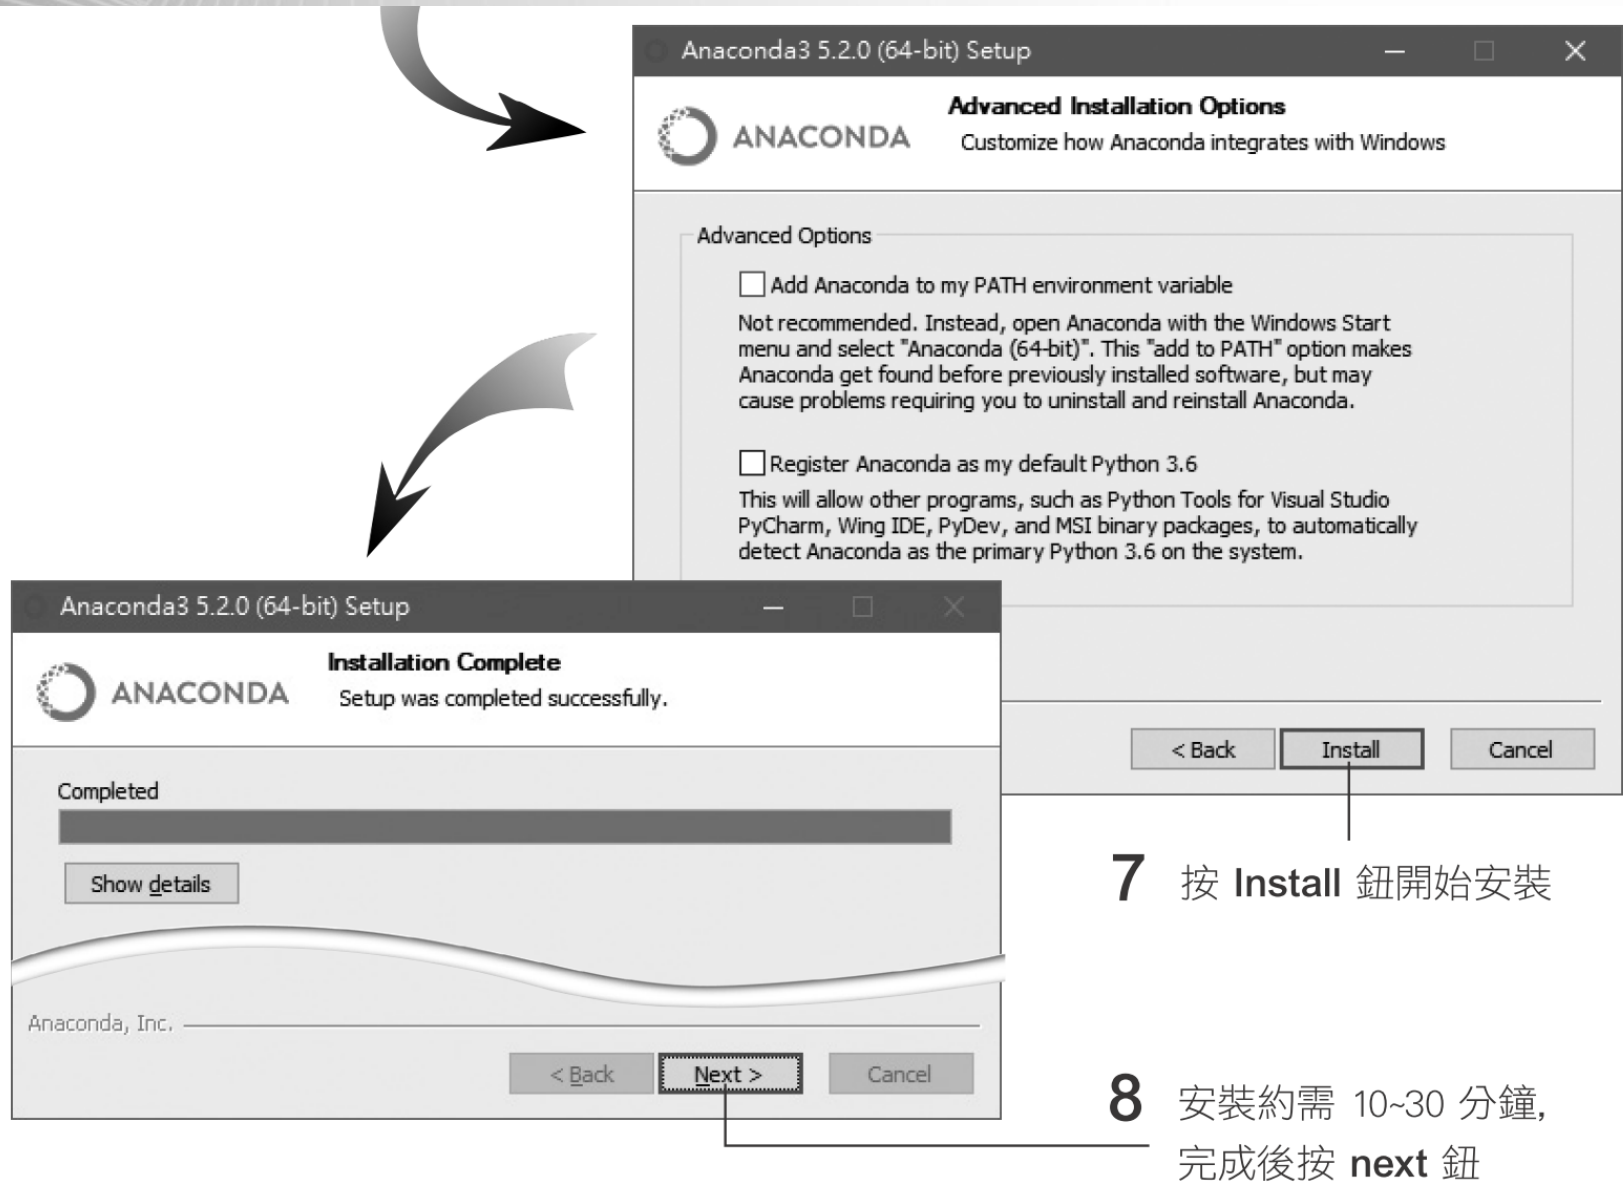 Anaconda3 5.2.0 (64-bit) Setup
ANACONDA
Advanced Installation Options
Customize how Anaconda integrates with Windows
Advanced Options
Add Anaconda to my PATH environment variable
Not recommended. Instead, open Anaconda with the Windows Start
menu and select "Anaconda (64-bit)". This "add to PATH" option makes
Anaconda get found before previously installed software, but may
cause problems requiring you to uninstall and reinstall Anaconda.
Register Anaconda as my default Python 3.6
This will allow other programs, such as Python Tools for Visual Studio
PyCharm, Wing IDE, PyDev, and MSI binary packages, to automatically
detect Anaconda as the primary Python 3.6 on the system.
< Back Install Cancel
7 按 Install 鈕開始安裝
Anaconda3 5.2.0 (64-bit) Setup
ANACONDA
Installation Complete
Setup was completed successfully.
Completed
Show details
Anaconda, Inc.
< Back Next > Cancel
8 安裝約需 10~30 分鐘,
完成後按 next 鈕